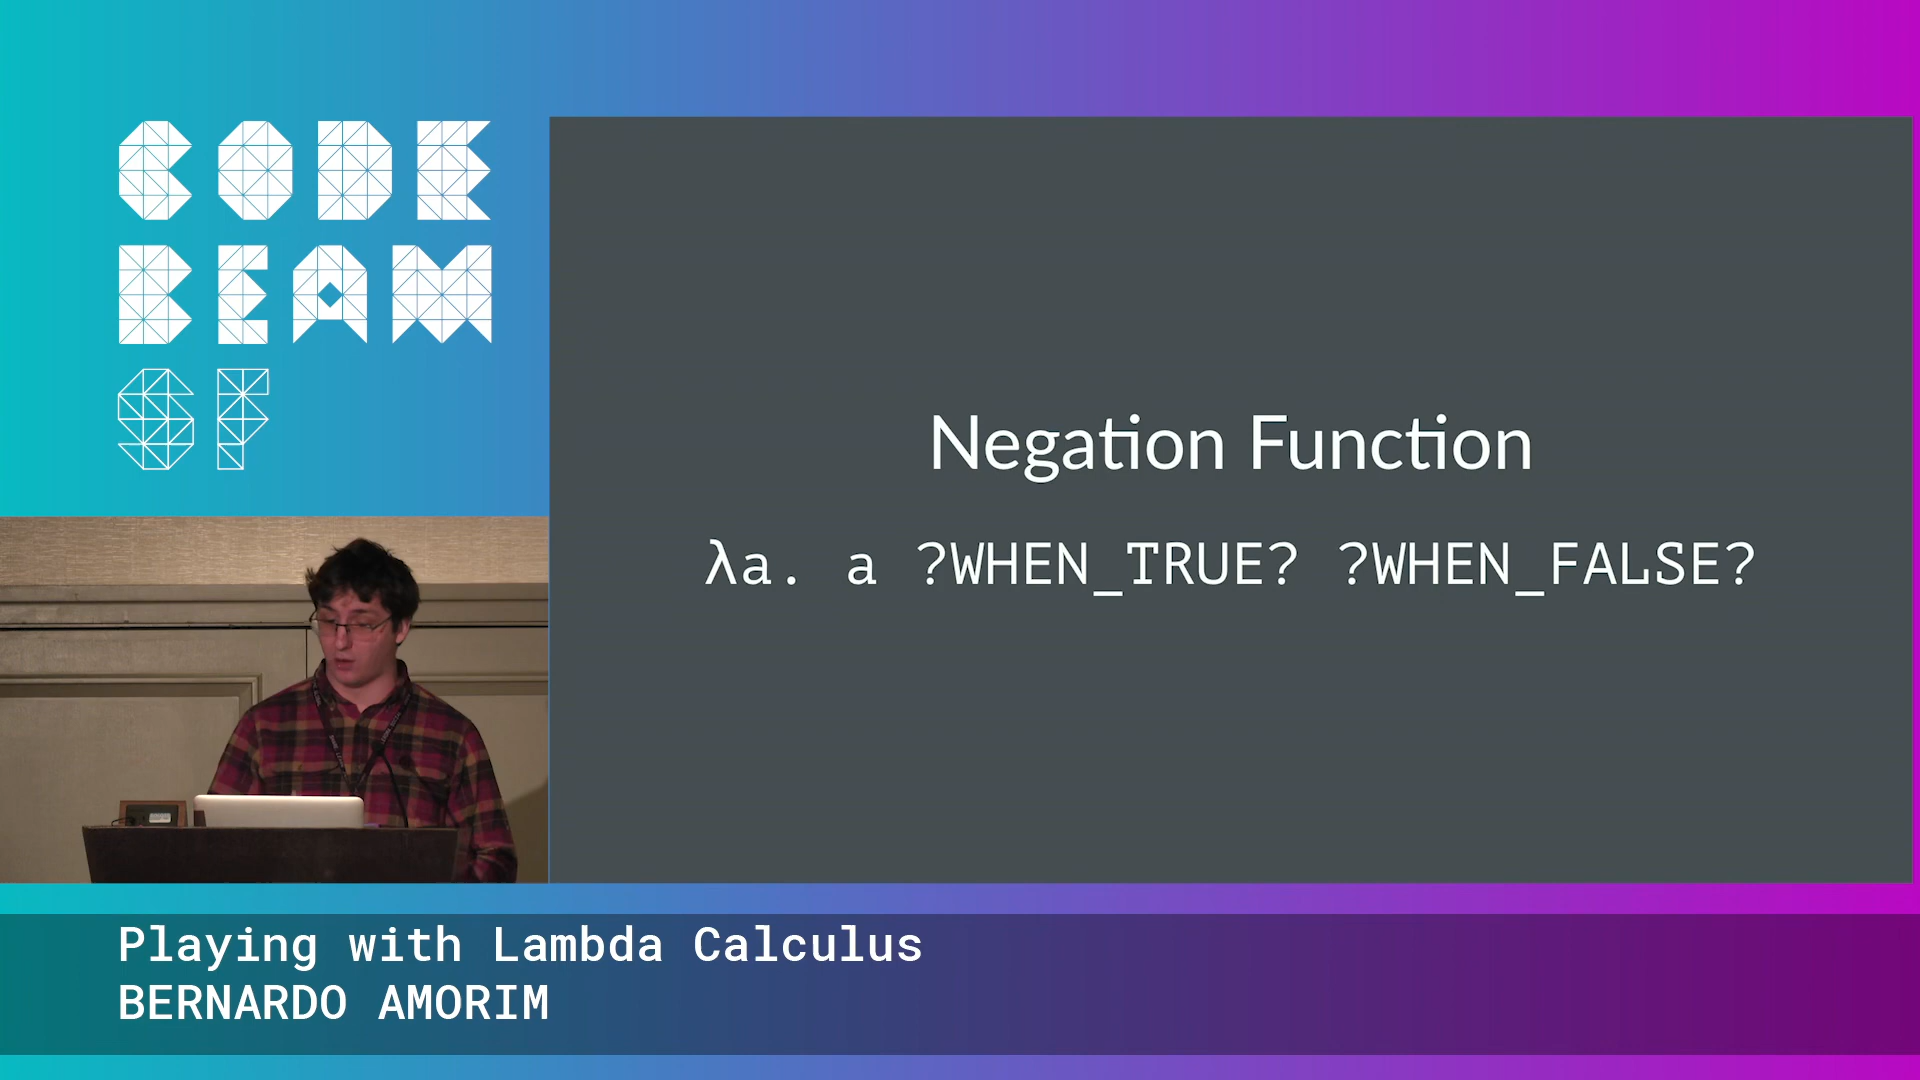 CODE
BEAM
SF
Negation Function
λa. a ?WHEN_TRUE? ?WHEN_FALSE?
Playing with Lambda Calculus
BERNARDO AMORIM